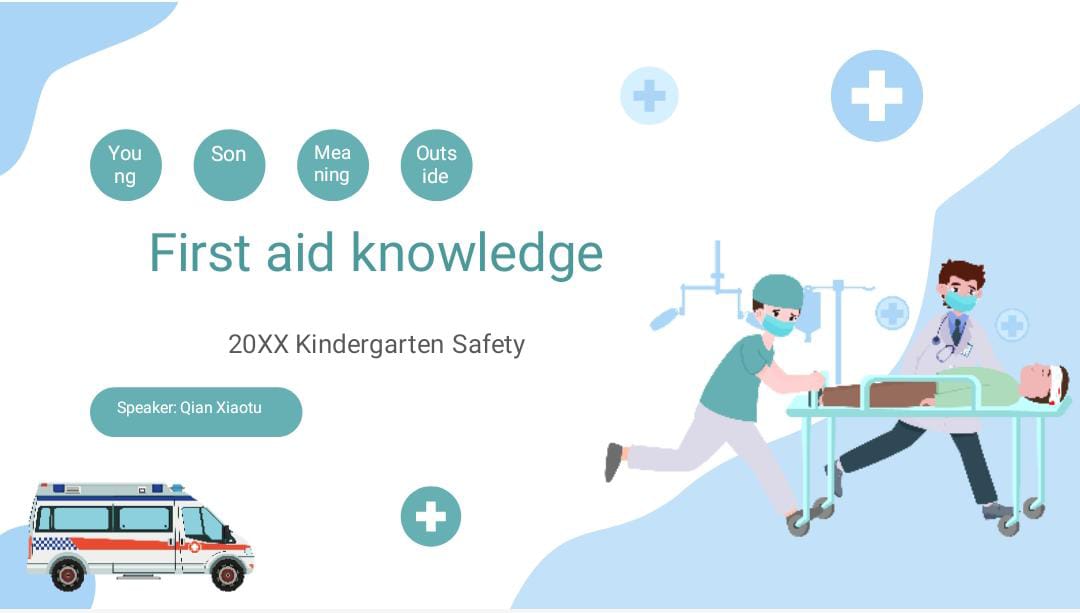 You
ng
Son
Mea
ning
Outs
ide
First aid knowledge
20XX Kindergarten Safety
Speaker: Qian Xiaotu